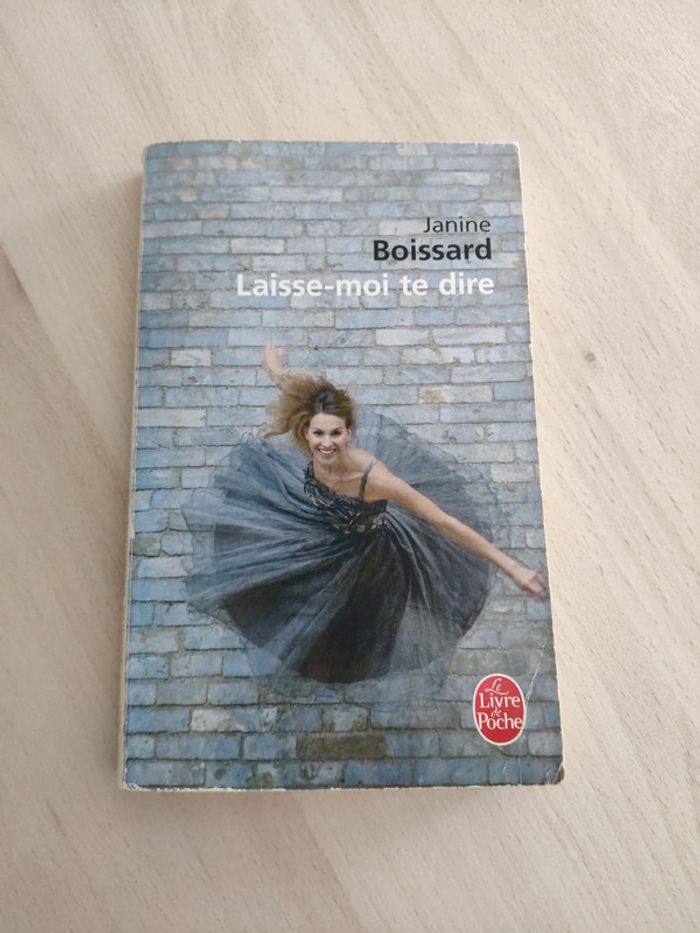 Janine
Boissard
Laisse-moi te dire
Le
Livre
de
Poche